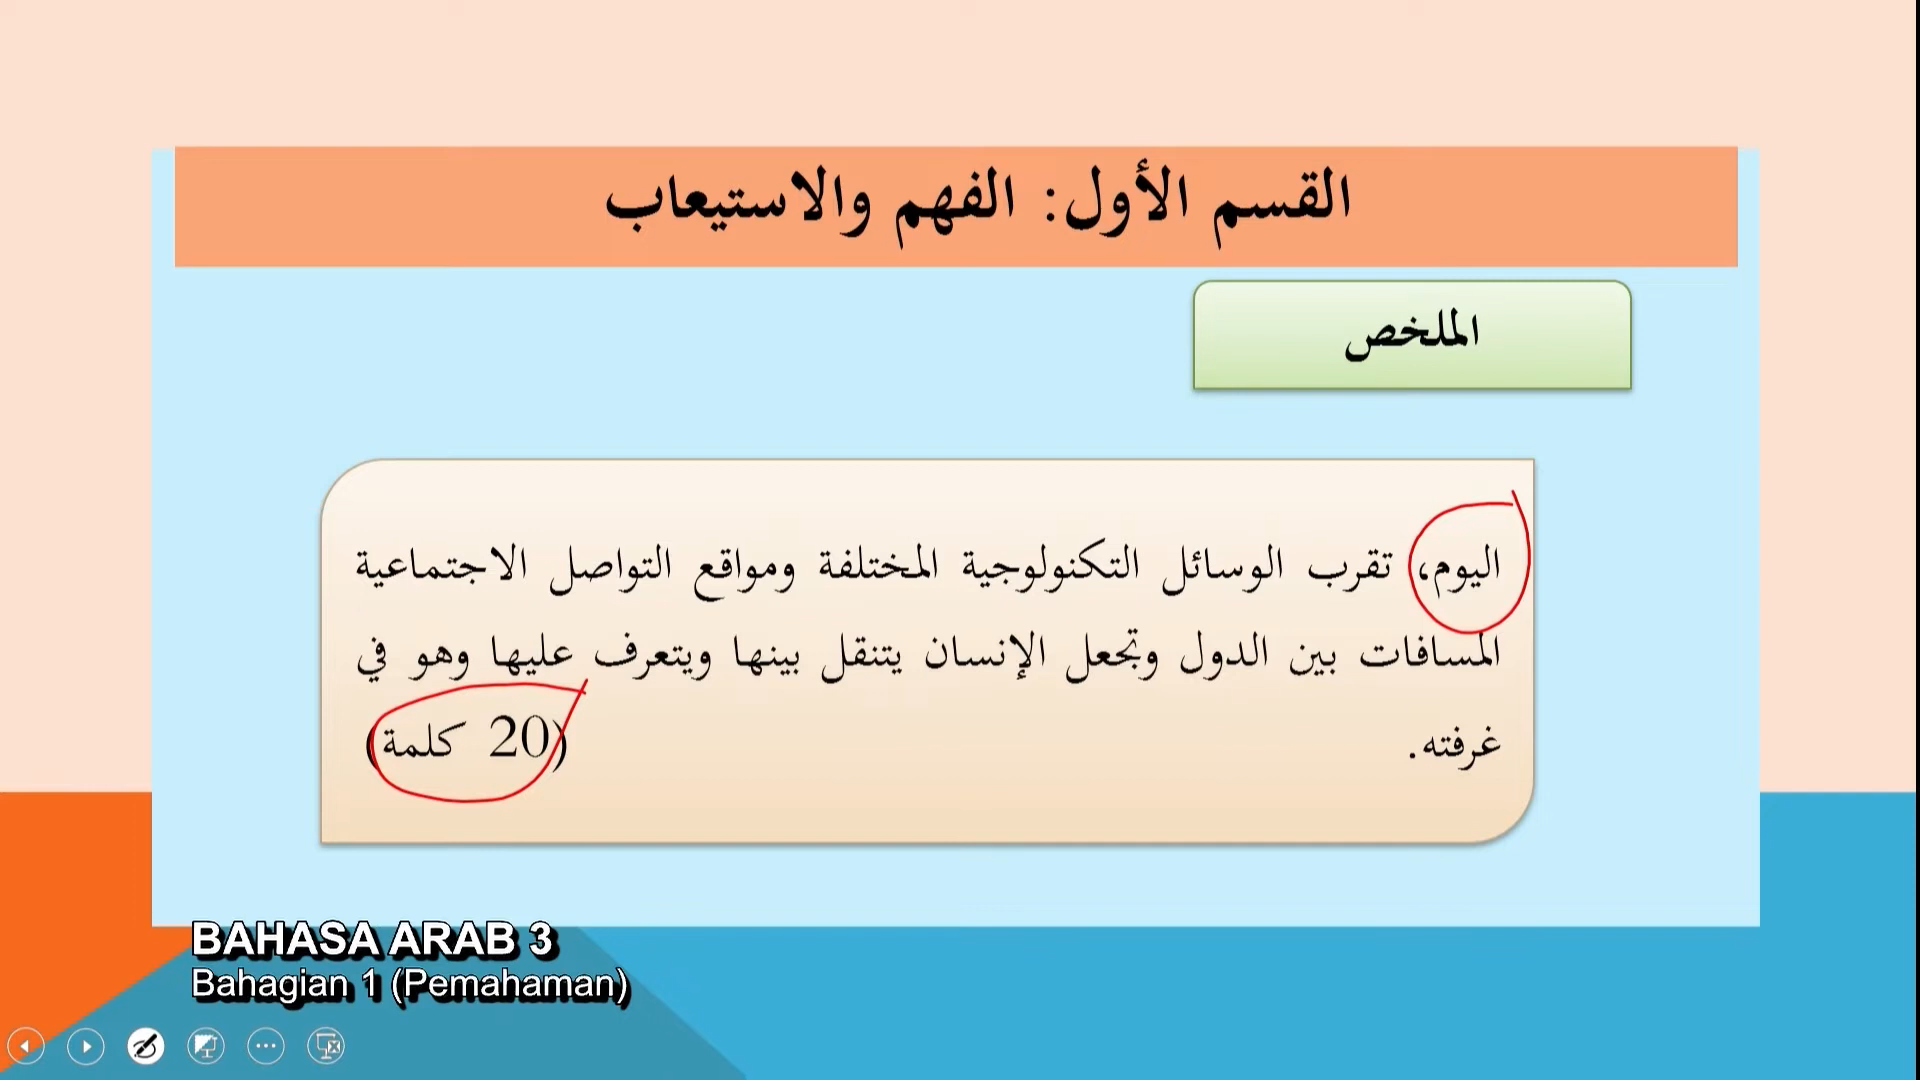 القسم الأول: الفهم والاستيعاب
الملخص
اليوم، تقرب الوسائل التكنولوجية المختلفة ومواقع التواصل الاجتماعية
المسافات بين الدول وتجعل الإنسان يتنقل بينها ويتعرف عليها وهو في
غرفته. (20 كلمة)
BAHASA ARAB 3
Bahagian 1 (Pemahaman)